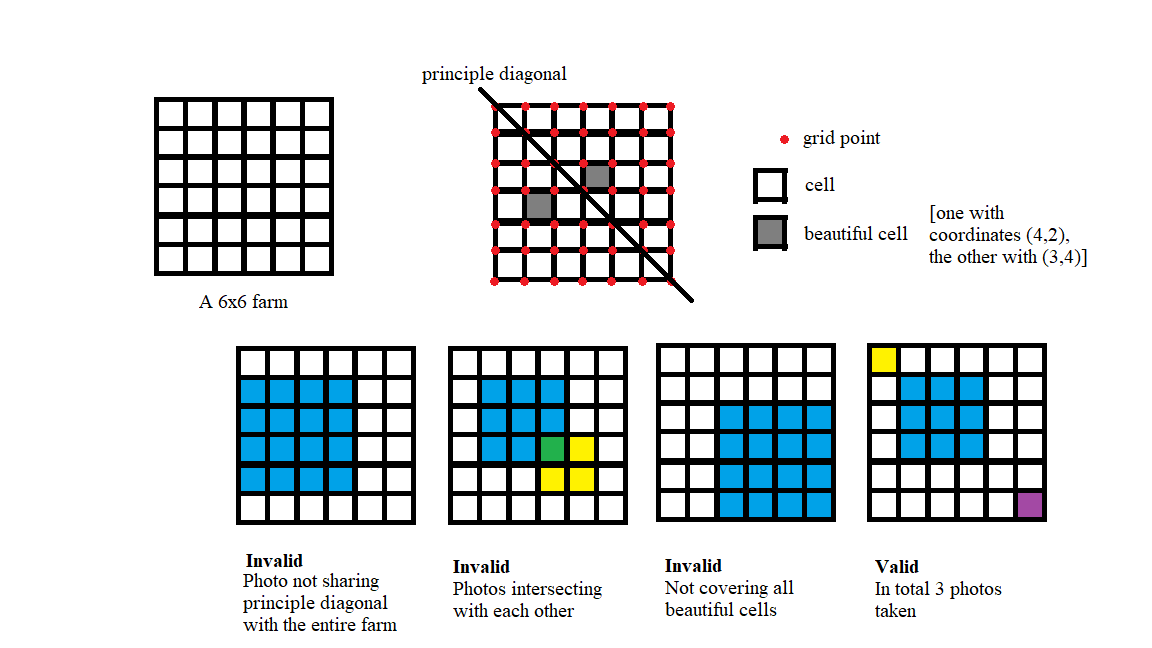 principle diagonal
grid point
cell
beautiful cell
[one with
coordinates (4,2),
the other with (3,4)]
A 6x6 farm
Invalid
Photo not sharing
principle diagonal
with the entire farm
Invalid
Photos intersecting
with each other
Invalid
Not covering all
beautiful cells
Valid
In total 3 photos
taken